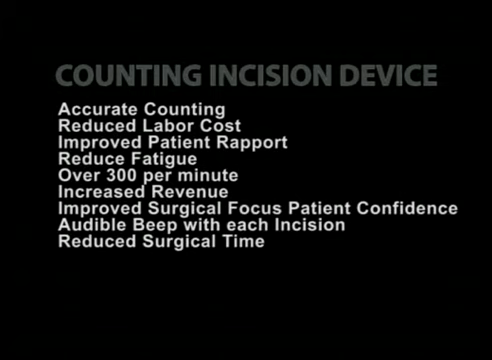 COUNTING INCISION DEVICE
Accurate Counting
Reduced Labor Cost
Improved Patient Rapport
Reduce Fatigue
Over 300 per minute
Increased Revenue
Improved Surgical Focus Patient Confidence
Audible Beep with each Incision
Reduced Surgical Time